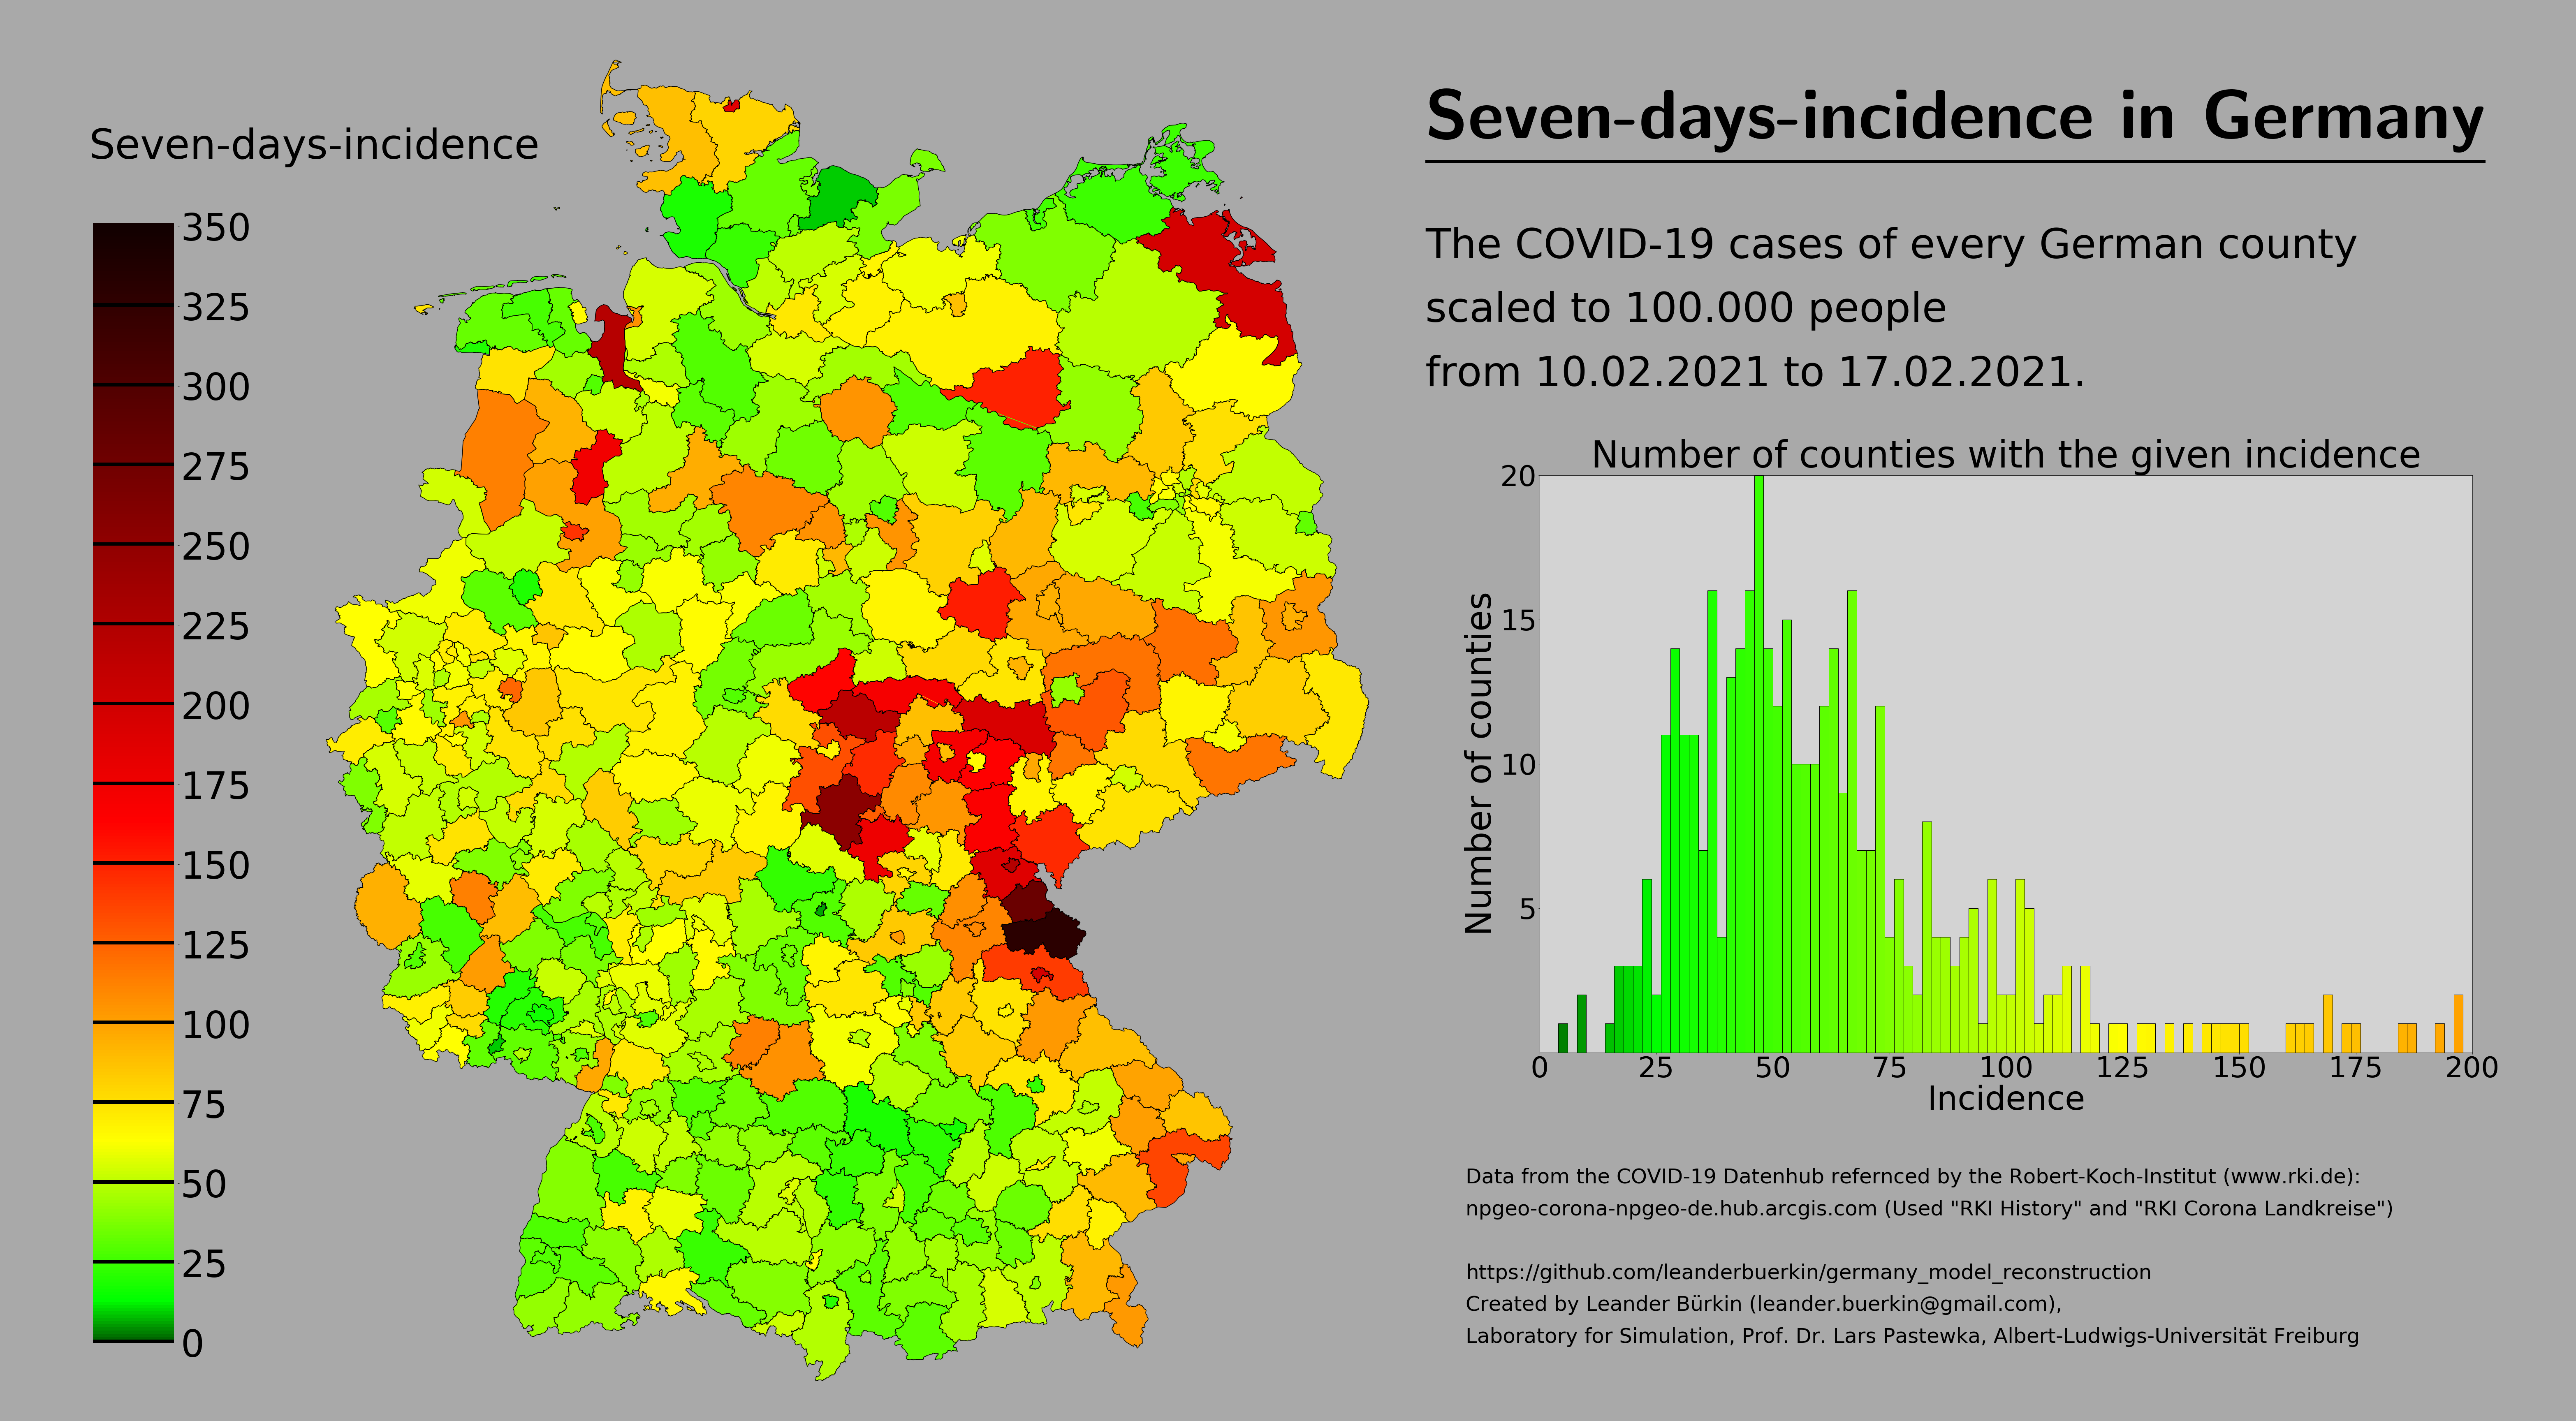 Seven-days-incidence in Germany
Seven-days-incidence
350
325
300
275
250
225
200
175
150
125
100
75
50
25
0
The COVID-19 cases of every German county
scaled to 100.000 people
from 10.02.2021 to 17.02.2021.
Number of counties with the given incidence
Number of counties
20
15
10
5
0 25 50 75 100 125 150 175 200
Incidence
Data from the COVID-19 Datenhub refernced by the Robert-Koch-Institut (www.rki.de):
npgeo-corona-npgeo-de.hub.arcgis.com (Used "RKI History" and "RKI Corona Landkreise")
https://github.com/leanderbuerkin/germany_model_reconstruction
Created by Leander Bürkin (leander.buerkin@gmail.com),
Laboratory for Simulation, Prof. Dr. Lars Pastewka, Albert-Ludwigs-Universität Freiburg